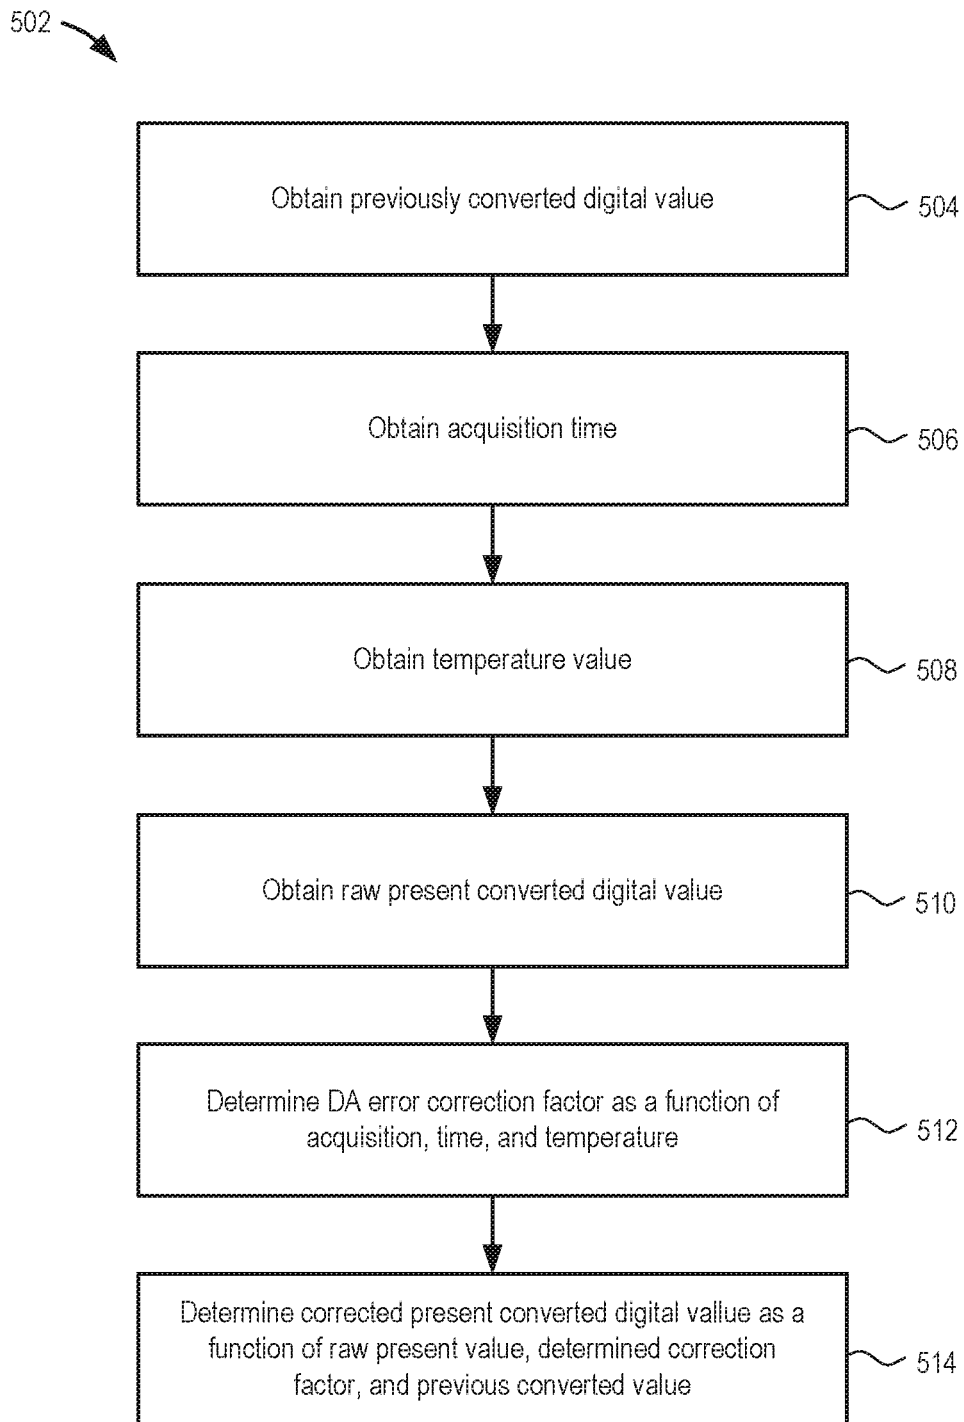 502
Obtain previously converted digital value
504
Obtain acquisition time
506
Obtain temperature value
508
Obtain raw present converted digital value
510
Determine DA error correction factor as a function of
acquisition, time, and temperature
512
Determine corrected present converted digital vallue as a
function of raw present value, determined correction
factor, and previous converted value
514